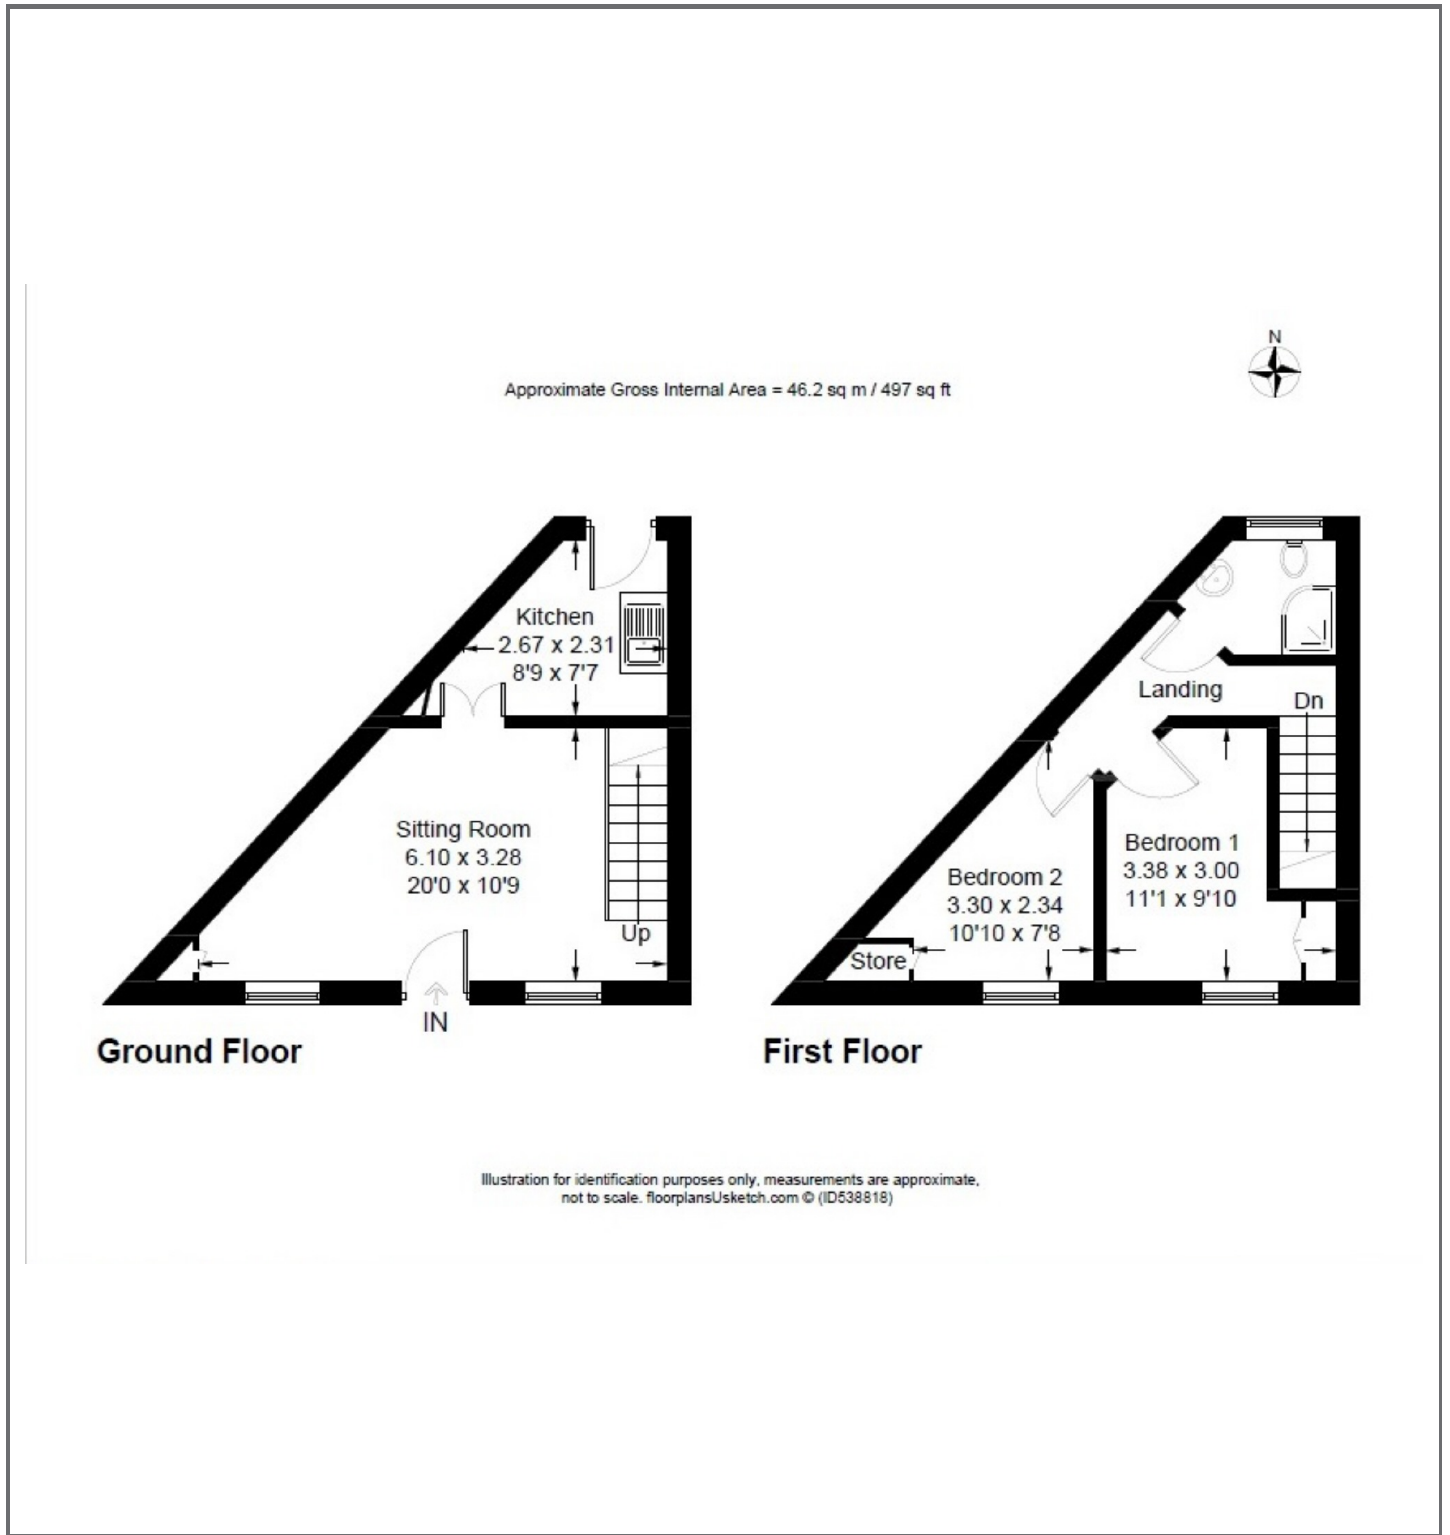 N
Approximate Gross Internal Area = 46.2 sq m / 497 sq ft
Kitchen
2.67 x 2.31
8'9 x 7'7
Sitting Room
6.10 x 3.28
20'0 x 10'9
Up
IN
Ground Floor
Landing
Dn
Bedroom 1
3.38 x 3.00
11'1 x 9'10
Bedroom 2
3.30 x 2.34
10'10 x 7'8
Store
First Floor
Illustration for identification purposes only, measurements are approximate,
not to scale. floorplansUsketch.com © (ID538818)